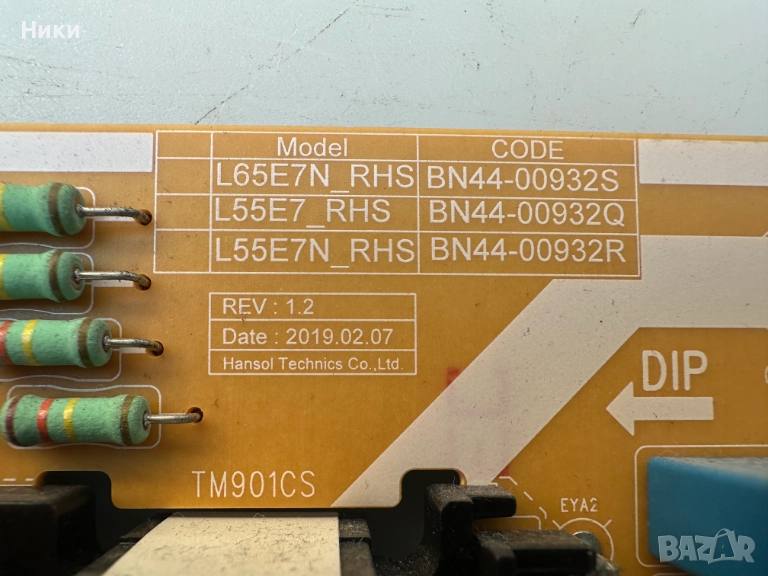 Ники
Model CODE
L65E7N_RHS BN44-00932S
L55E7_RHS BN44-00932Q
L55E7N_RHS BN44-00932R
REV : 1.2
Date : 2019.02.07
Hansol Technics Co.,Ltd.
DIP
TM901CS
EYA2
BAZAR